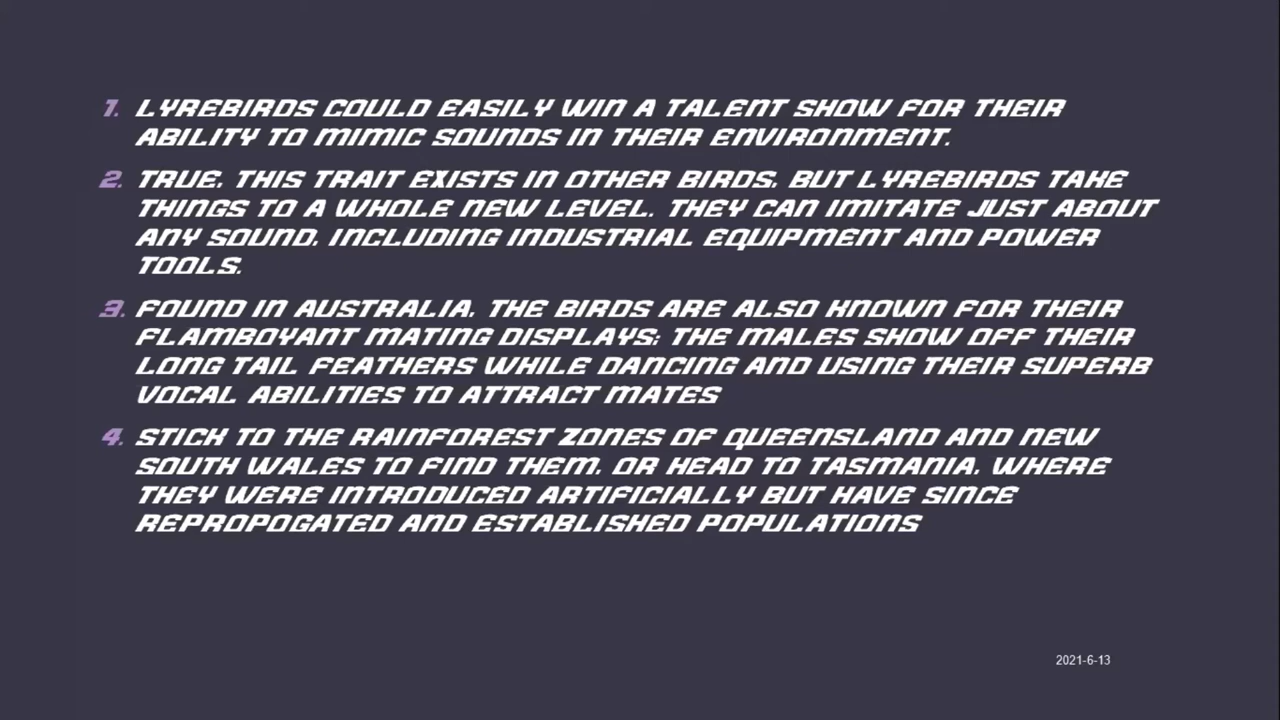 1. LYREBIRDS COULD EASILY WIN A TALENT SHOW FOR THEIR
ABILITY TO MIMIC SOUNDS IN THEIR ENVIRONMENT.
2. TRUE, THIS TRAIT EXISTS IN OTHER BIRDS, BUT LYREBIRDS TAKE
THINGS TO A WHOLE NEW LEVEL. THEY CAN IMITATE JUST ABOUT
ANY SOUND, INCLUDING INDUSTRIAL EQUIPMENT AND POWER
TOOLS.
3. FOUND IN AUSTRALIA, THE BIRDS ARE ALSO KNOWN FOR THEIR
FLAMBOYANT MATING DISPLAYS; THE MALES SHOW OFF THEIR
LONG TAIL FEATHERS WHILE DANCING AND USING THEIR SUPERB
VOCAL ABILITIES TO ATTRACT MATES
4. STICK TO THE RAINFOREST ZONES OF QUEENSLAND AND NEW
SOUTH WALES TO FIND THEM, OR HEAD TO TASMANIA, WHERE
THEY WERE INTRODUCED ARTIFICIALLY BUT HAVE SINCE
REPROPOGATED AND ESTABLISHED POPULATIONS
2021-6-13